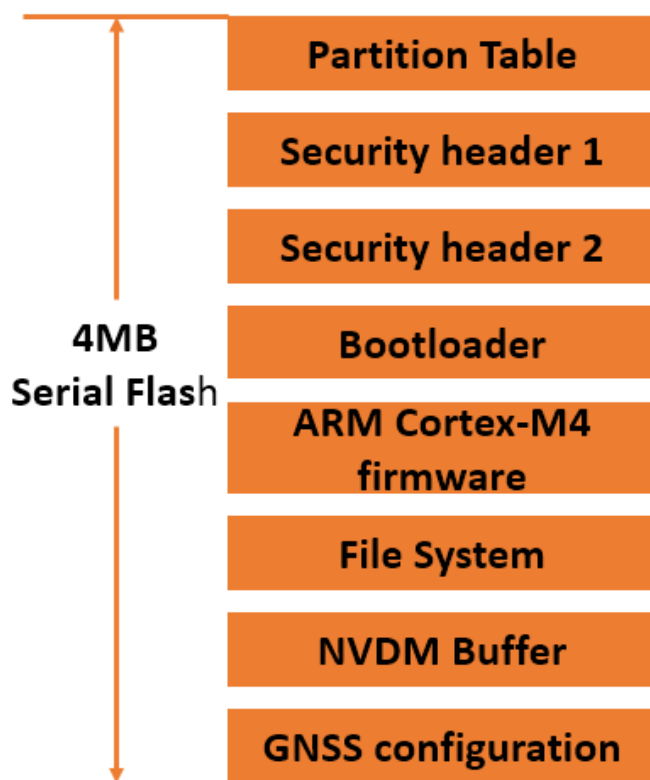 Partition Table
Security header 1
Security header 2
Bootloader
4MB
Serial Flash
ARM Cortex-M4
firmware
File System
NVDM Buffer
GNSS configuration